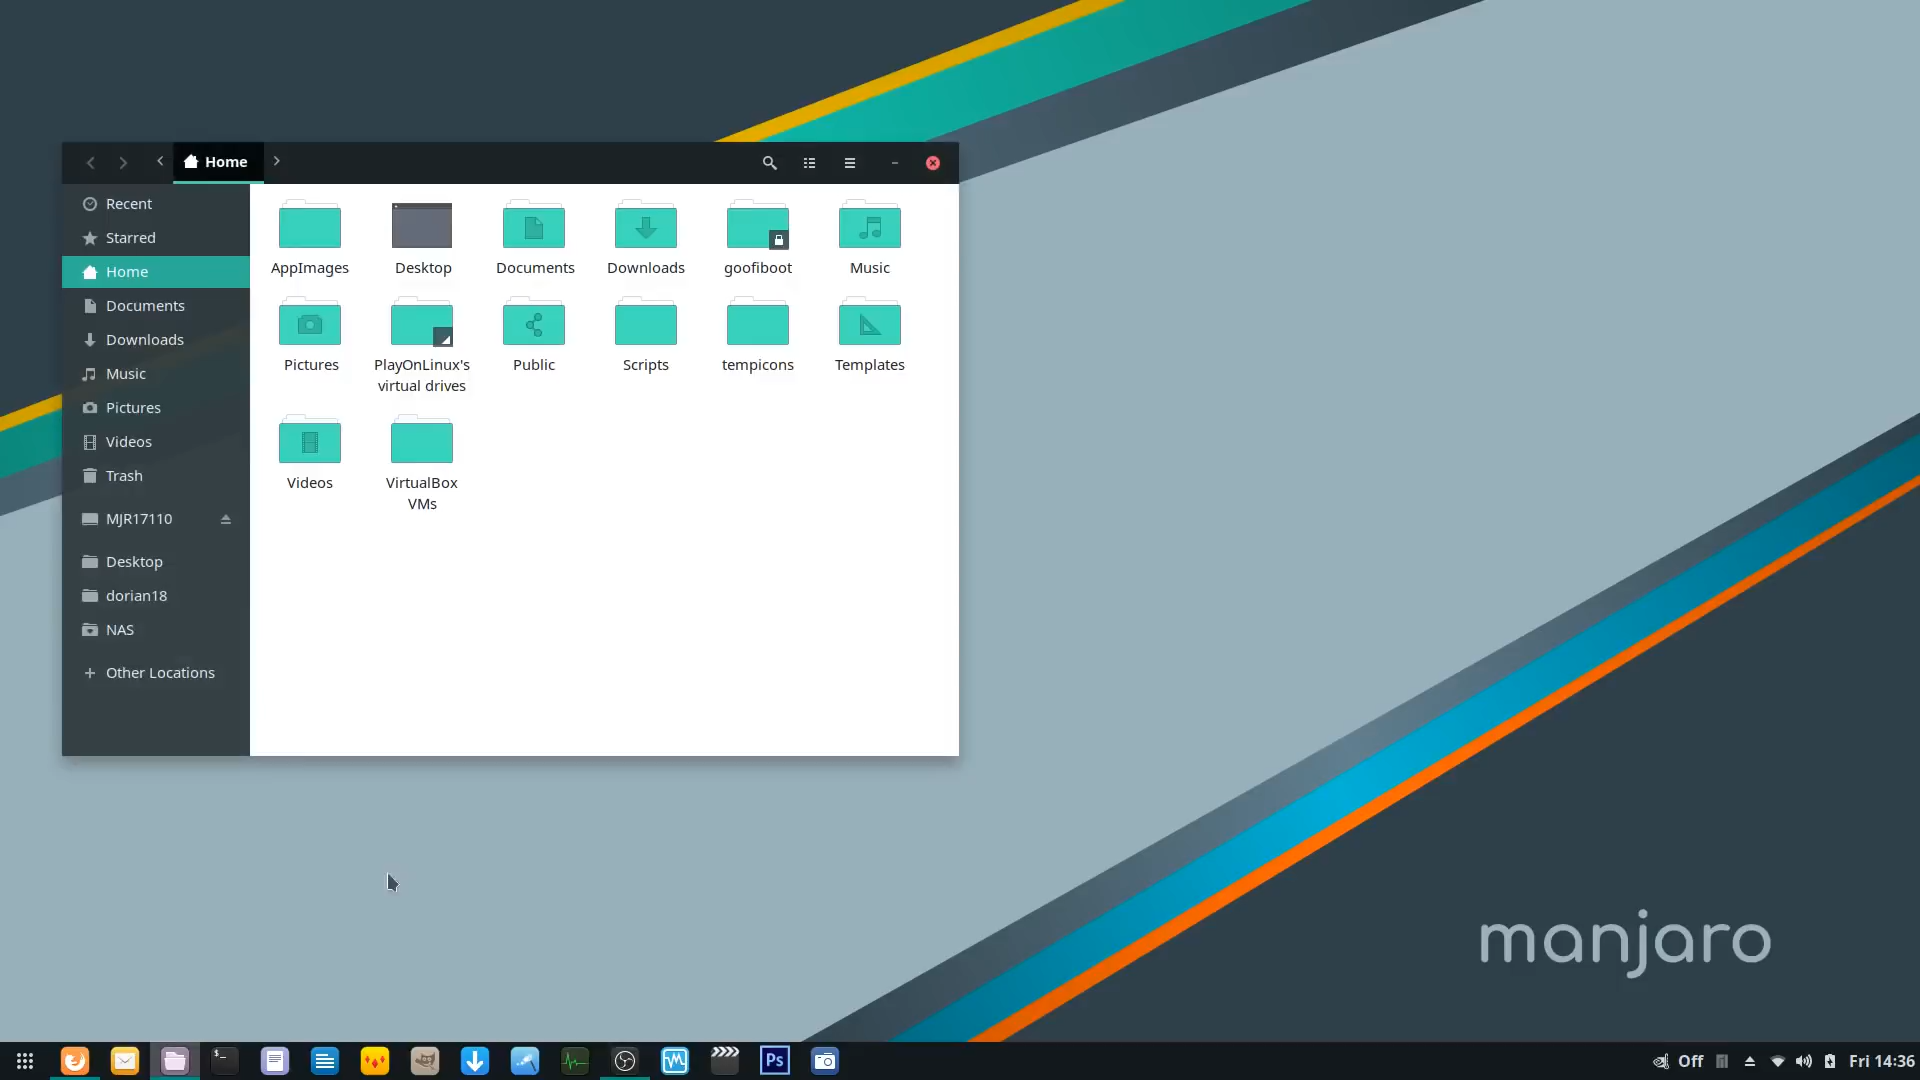 Home
Recent
Starred
Home
Documents
Downloads
Music
Pictures
Videos
Trash
MJR17110
Desktop
dorian18
NAS
Other Locations
AppImages
Desktop
Documents
Downloads
goofiboot
Music
Pictures
PlayOnLinux's
virtual drives
Public
Scripts
tempicons
Templates
Videos
VirtualBox
VMs
manjaro
Ps
Off
Fri 14:36